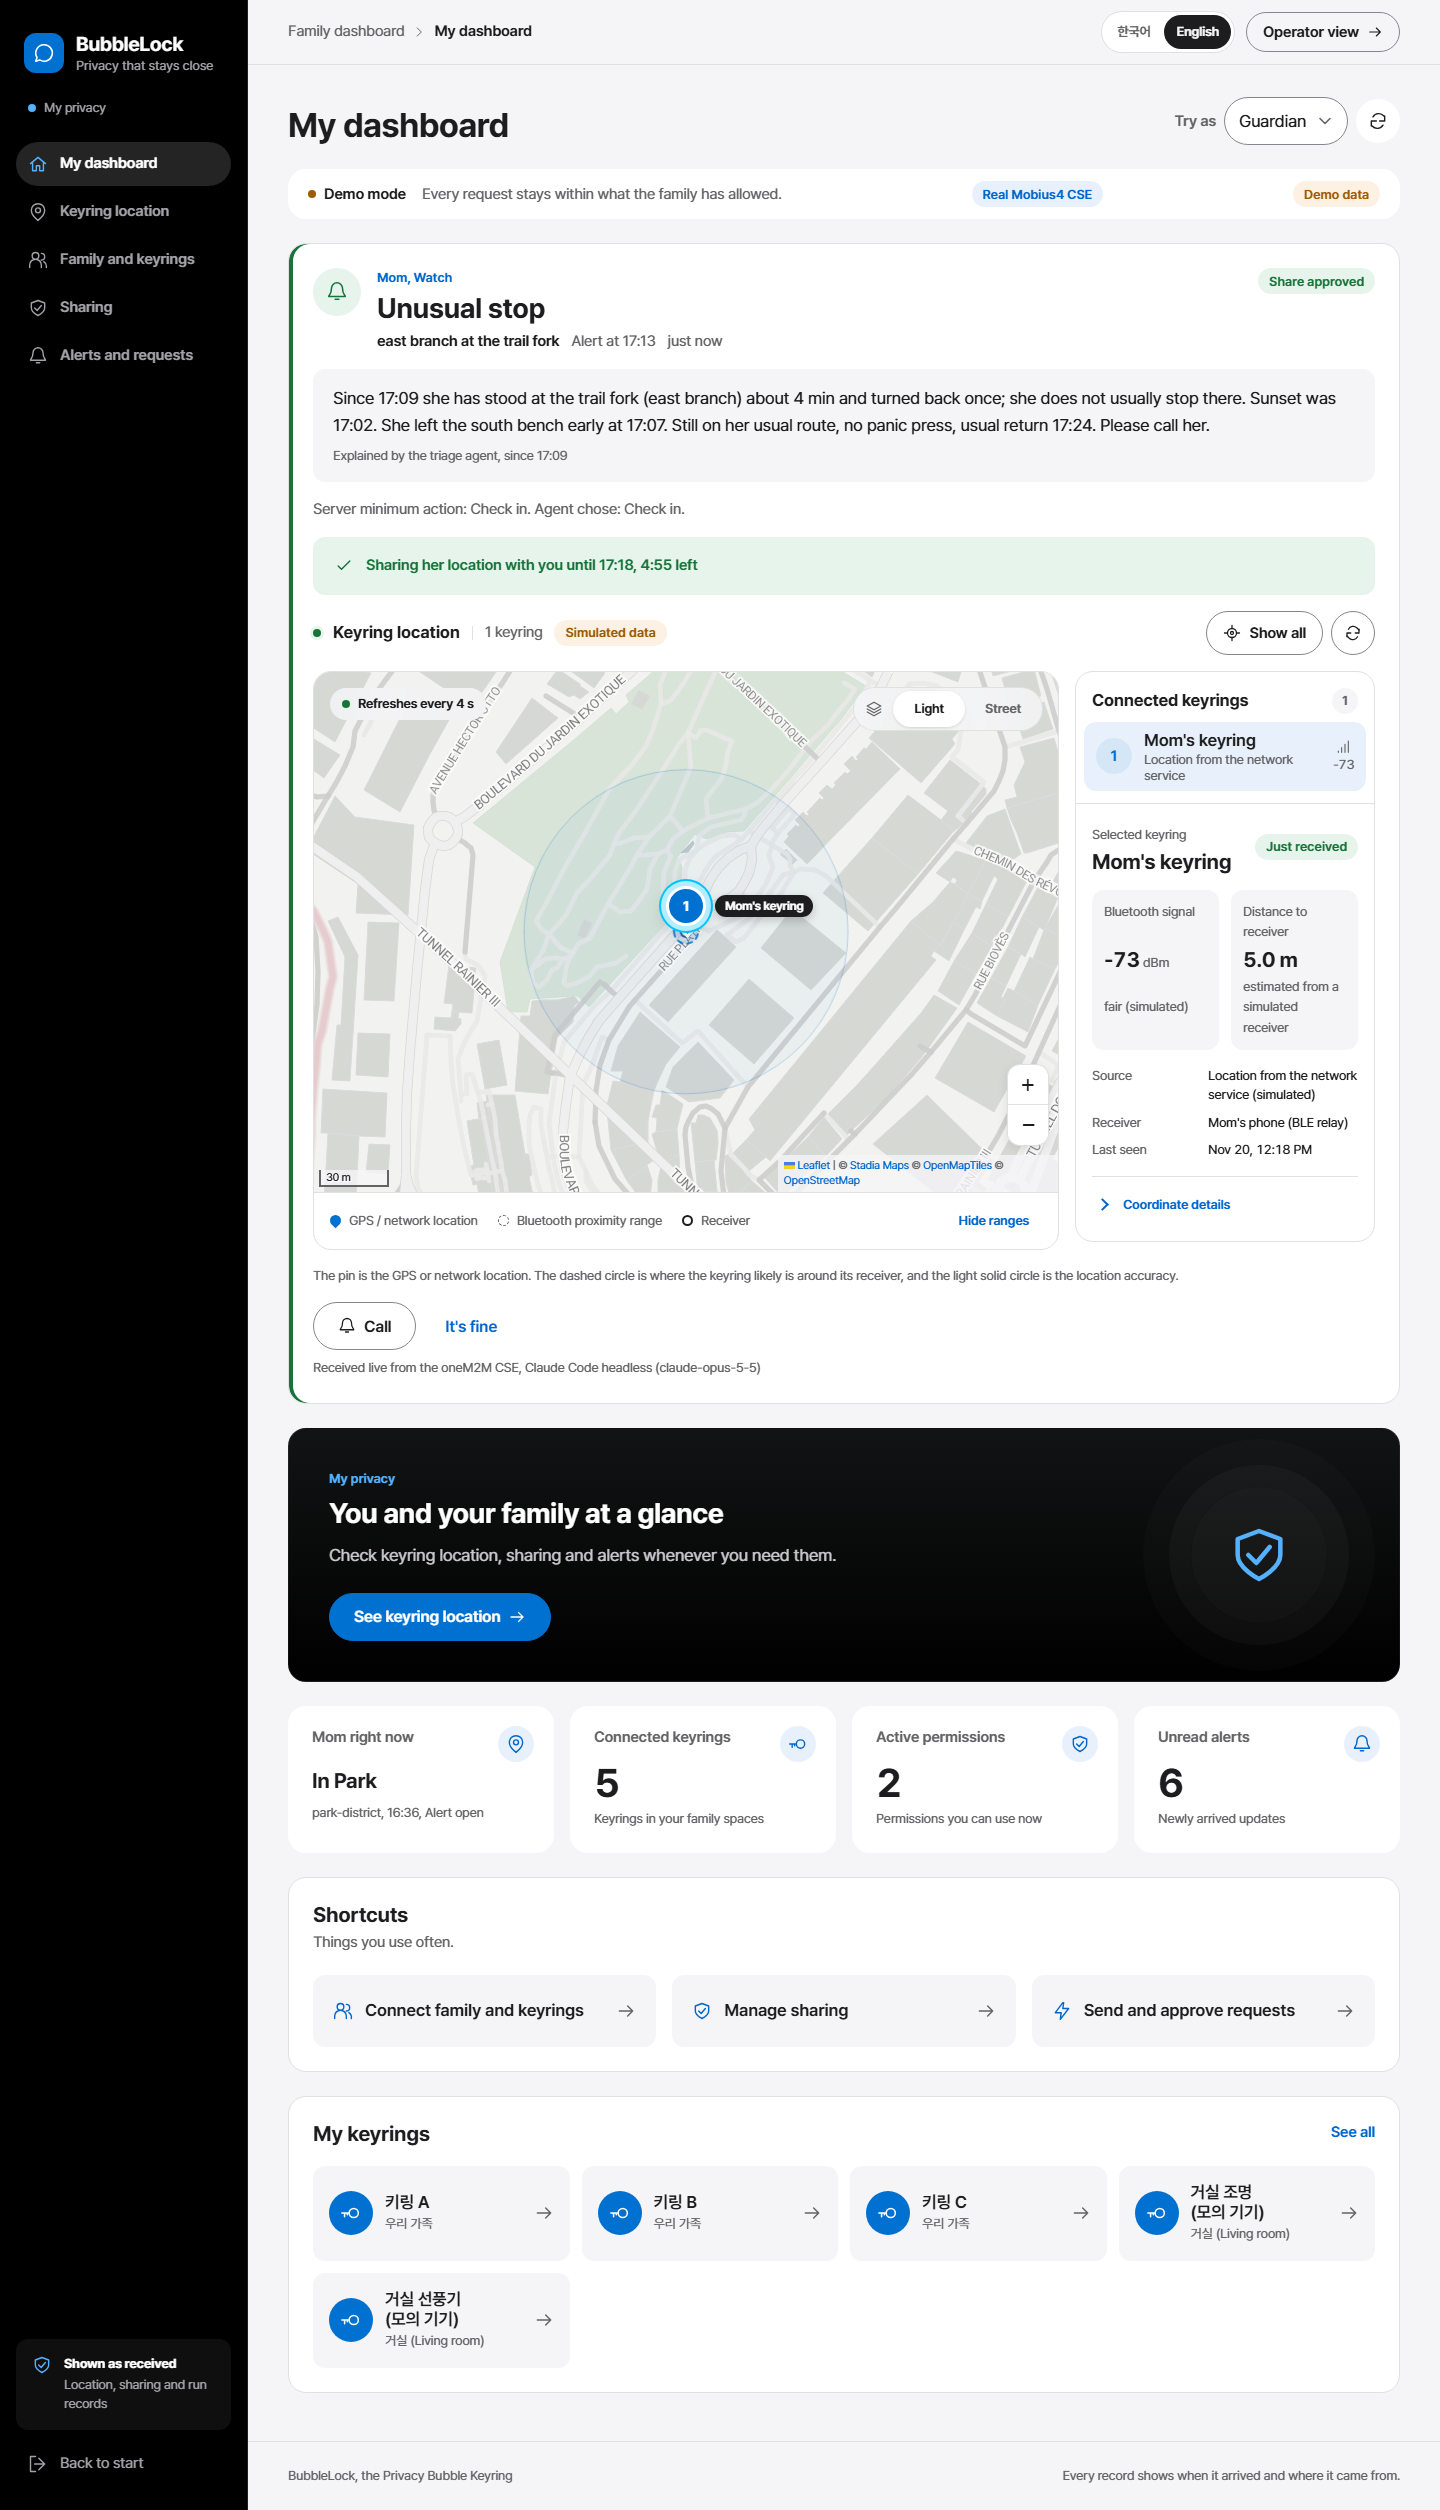 BubbleLock
Privacy that stays close
My privacy
My dashboard
Keyring location
Family and keyrings
Sharing
Alerts and requests
Shown as received
Location, sharing and run
records
Back to start
Family dashboard > My dashboard
한국어 English
Operator view →
My dashboard
Try as Guardian
Demo mode Every request stays within what the family has allowed. Real Mobius4 CSE Demo data
Mom, Watch
Share approved
Unusual stop
east branch at the trail fork Alert at 17:13 just now
Since 17:09 she has stood at the trail fork (east branch) about 4 min and turned back once; she does not usually stop there. Sunset was
17:02. She left the south bench early at 17:07. Still on her usual route, no panic press, usual return 17:24. Please call her.
Explained by the triage agent, since 17:09
Server minimum action: Check in. Agent chose: Check in.
Sharing her location with you until 17:18, 4:55 left
Keyring location 1 keyring Simulated data
Show all
Refreshes every 4 s
Light Street
AVENUE HECTOR OTTO
BOULEVARD DU JARDIN EXOTIQUE
DU JARDIN EXOTIQUE
CHEMIN DES RÉVO
TUNNEL RAINIER III
RUE BIOVÈS
RUE PL
BOULEVAR
TUNN
1
Mom's keyring
+
−
30 m
Leaflet | © Stadia Maps © OpenMapTiles ©
OpenStreetMap
GPS / network location Bluetooth proximity range Receiver Hide ranges
Connected keyrings 1
1
Mom's keyring
Location from the network
service
-73
Selected keyring
Mom's keyring
Just received
Bluetooth signal
-73 dBm
fair (simulated)
Distance to
receiver
5.0 m
estimated from a
simulated
receiver
Source Location from the network
service (simulated)
Receiver Mom's phone (BLE relay)
Last seen Nov 20, 12:18 PM
Coordinate details
The pin is the GPS or network location. The dashed circle is where the keyring likely is around its receiver, and the light solid circle is the location accuracy.
Call It's fine
Received live from the oneM2M CSE, Claude Code headless (claude-opus-5-5)
My privacy
You and your family at a glance
Check keyring location, sharing and alerts whenever you need them.
See keyring location →
Mom right now
In Park
park-district, 16:36, Alert open
Connected keyrings
5
Keyrings in your family spaces
Active permissions
2
Permissions you can use now
Unread alerts
6
Newly arrived updates
Shortcuts
Things you use often.
Connect family and keyrings →
Manage sharing →
Send and approve requests →
My keyrings
See all
키링 A
우리 가족
키링 B
우리 가족
키링 C
우리 가족
거실 조명
(모의 기기)
거실 (Living room)
거실 선풍기
(모의 기기)
거실 (Living room)
BubbleLock, the Privacy Bubble Keyring
Every record shows when it arrived and where it came from.